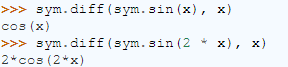 >>> sym.diff(sym.sin(x), x)
cos(x)
>>> sym.diff(sym.sin(2 * x), x)
2*cos(2*x)